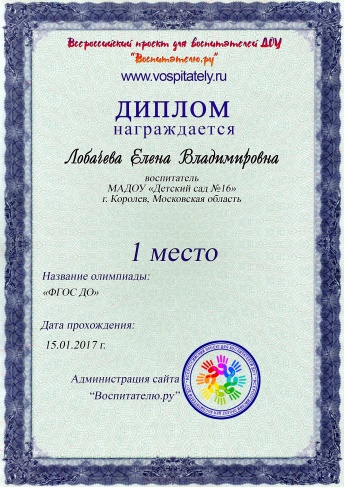 Всероссийский проект для воспитателей ДОУ
"Воспитателю.ру"
www.vospitately.ru
ДИПЛОМ
награждается
Лобачева Елена Владимировна
воспитатель
МАДОУ «Детский сад №16»
г. Королев, Московская область
1 место
Название олимпиады:
«ФГОС ДО»
Дата прохождения:
15.01.2017 г.
Администрация сайта
"Воспитателю.ру"